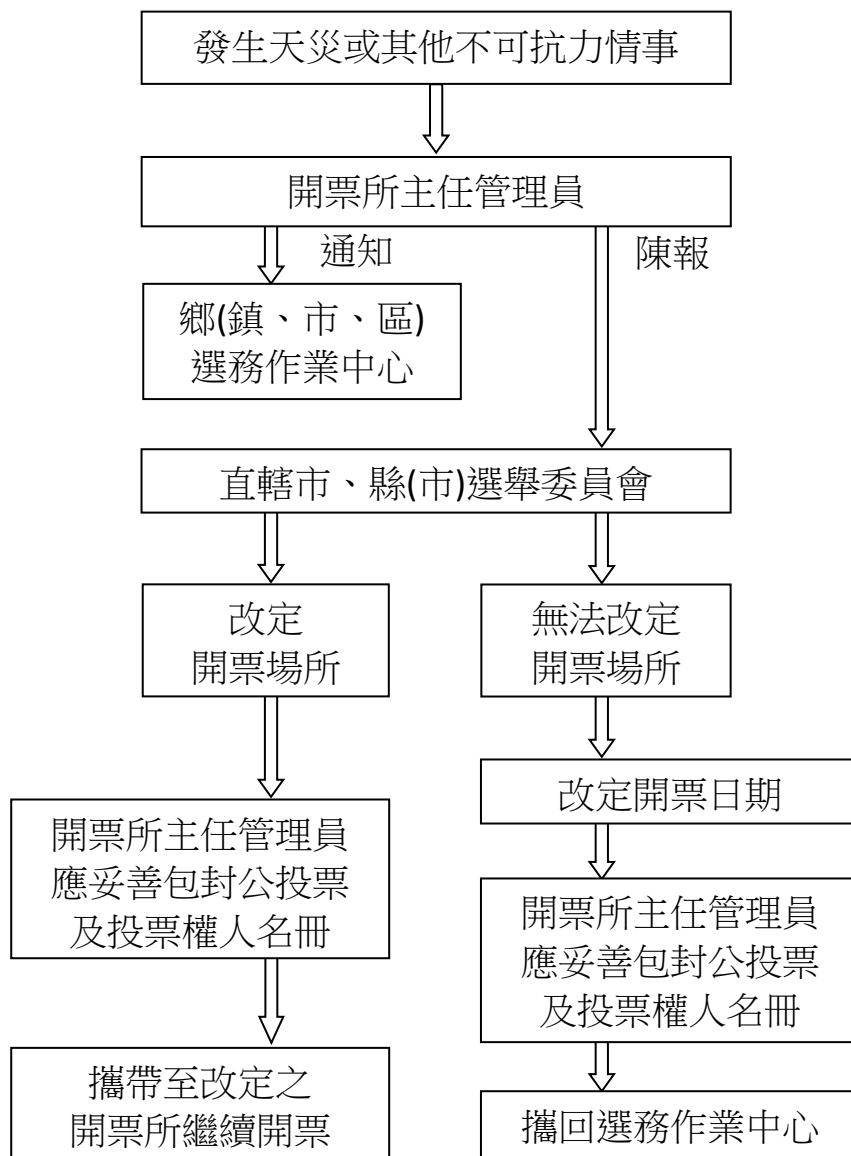 發生天災或其他不可抗力情事
開票所主任管理員
通知
陳報
鄉(鎮、市、區)
選務作業中心
直轄市、縣(市)選舉委員會
改定
開票場所
無法改定
開票場所
改定開票日期
開票所主任管理員
應妥善包封公投票
及投票權人名冊
開票所主任管理員
應妥善包封公投票
及投票權人名冊
攜帶至改定之
開票所繼續開票
攜回選務作業中心